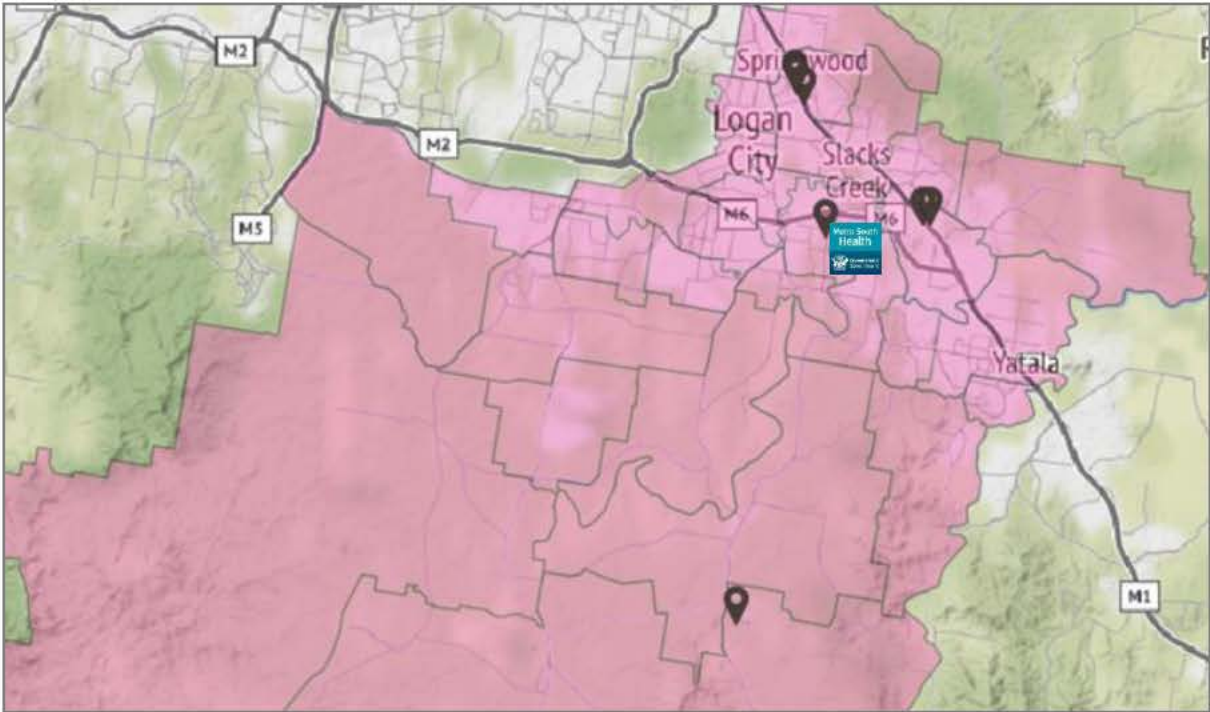 M2
Springwood
Logan
City
M2
Slacks
Creek
M6
M6
M5
Metro South
Health
Yatala
M1